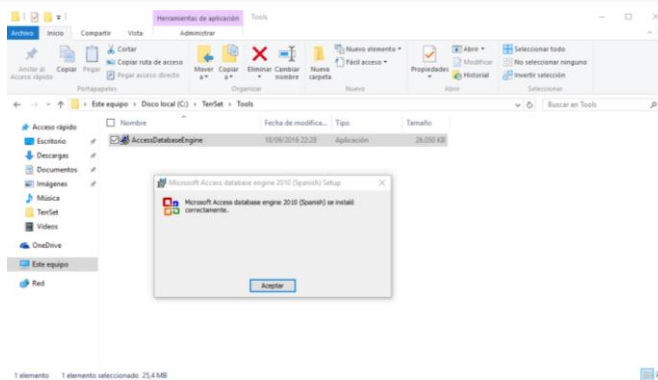 Herramientas de aplicación Tools
Archivo Inicio Compartir Vista Administrar
Anclar al Acceso rápido
Copiar
Pegar
Cortar
Copiar ruta de acceso
Pegar acceso directo
Portapapeles
Mover a
Copiar a
Eliminar
Cambiar nombre
Organizar
Nueva carpeta
Nuevo elemento
Fácil acceso
Nuevo
Propiedades
Abrir
Modificar
Historial
Abrir
Seleccionar todo
No seleccionar ninguno
Invertir selección
Seleccionar
Este equipo > Disco local (C:) > TenSet > Tools
Buscar en Tools
Nombre Fecha de modifica... Tipo Tamaño
AccessDatabaseEngine 18/09/2016 22:28 Aplicación 26.050 KB
Acceso rápido
Escritorio
Descargas
Documentos
Imágenes
Música
TenSet
Vídeos
OneDrive
Este equipo
Red
Microsoft Access database engine 2010 (Spanish) Setup
Microsoft Access database engine 2010 (Spanish) se instaló
correctamente.
Aceptar
1 elemento 1 elemento seleccionado 25,4 MB